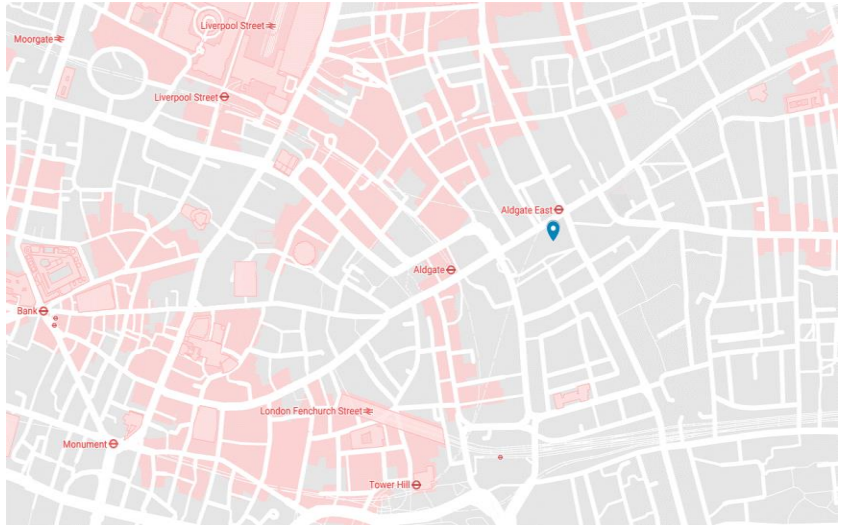 Liverpool Street
Moorgate
Liverpool Street
Aldgate East
Aldgate
Bank
London Fenchurch Street
Monument
Tower Hill